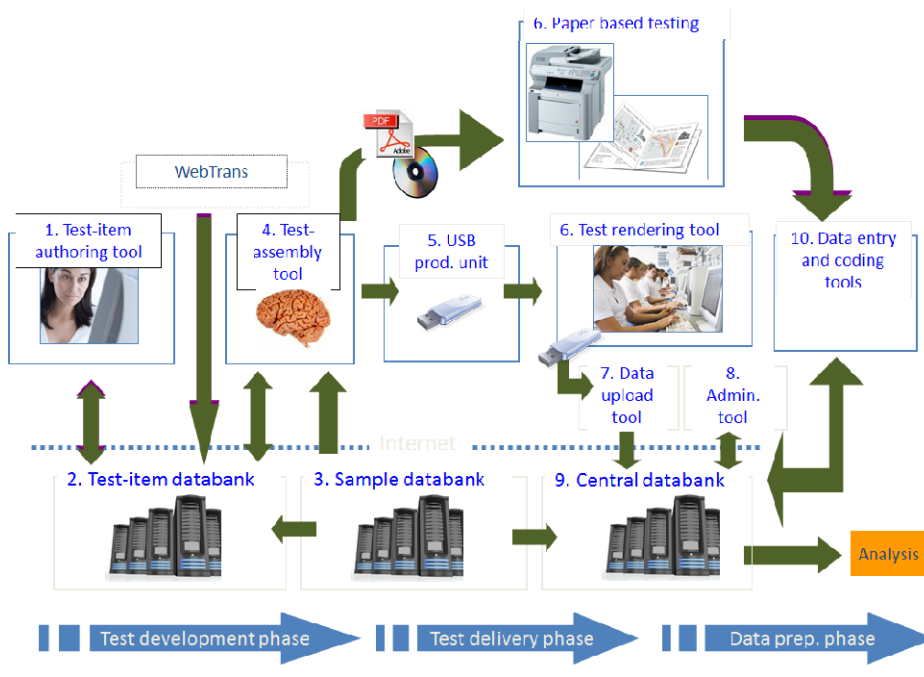 6. Paper based testing
PDF
Adobe
WebTrans
1. Test-item
authoring tool
4. Test-
assembly
tool
5. USB
prod. unit
6. Test rendering tool
10. Data entry
and coding
tools
7. Data
upload
tool
8.
Admin.
tool
Internet
2. Test-item databank
3. Sample databank
9. Central databank
Analysis
Test development phase
Test delivery phase
Data prep. phase